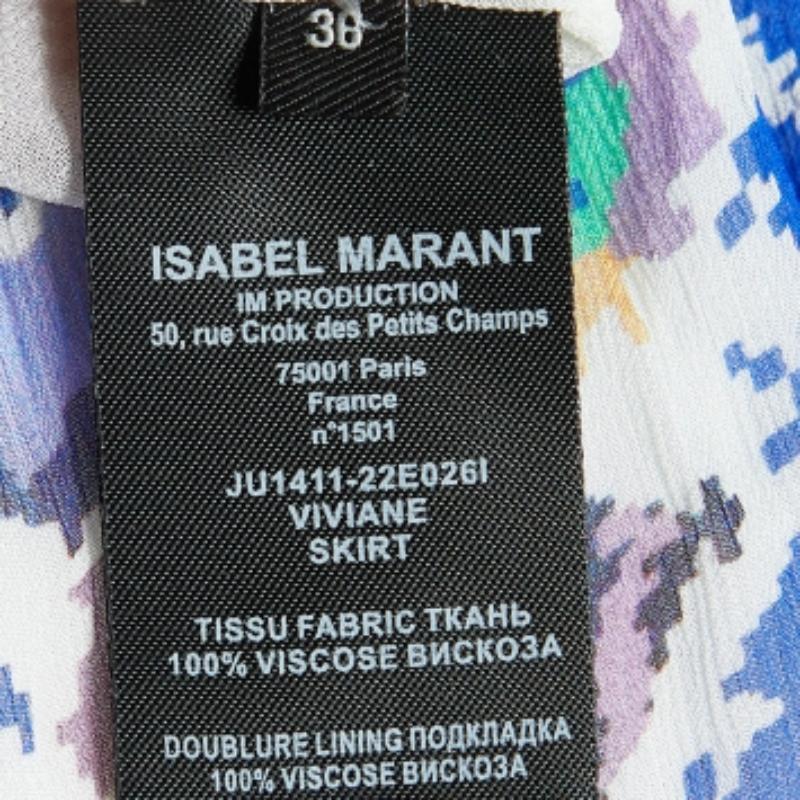 36
ISABEL MARANT
IM PRODUCTION
50, rue Croix des Petits Champs
75001 Paris
France
n°1501
JU1411-22E026I
VIVIANE
SKIRT
TISSU FABRIC ТКАНЬ
100% VISCOSE ВИСКОЗА
DOUBLURE LINING ПОДКЛАДКА
100% VISCOSE ВИСКОЗА